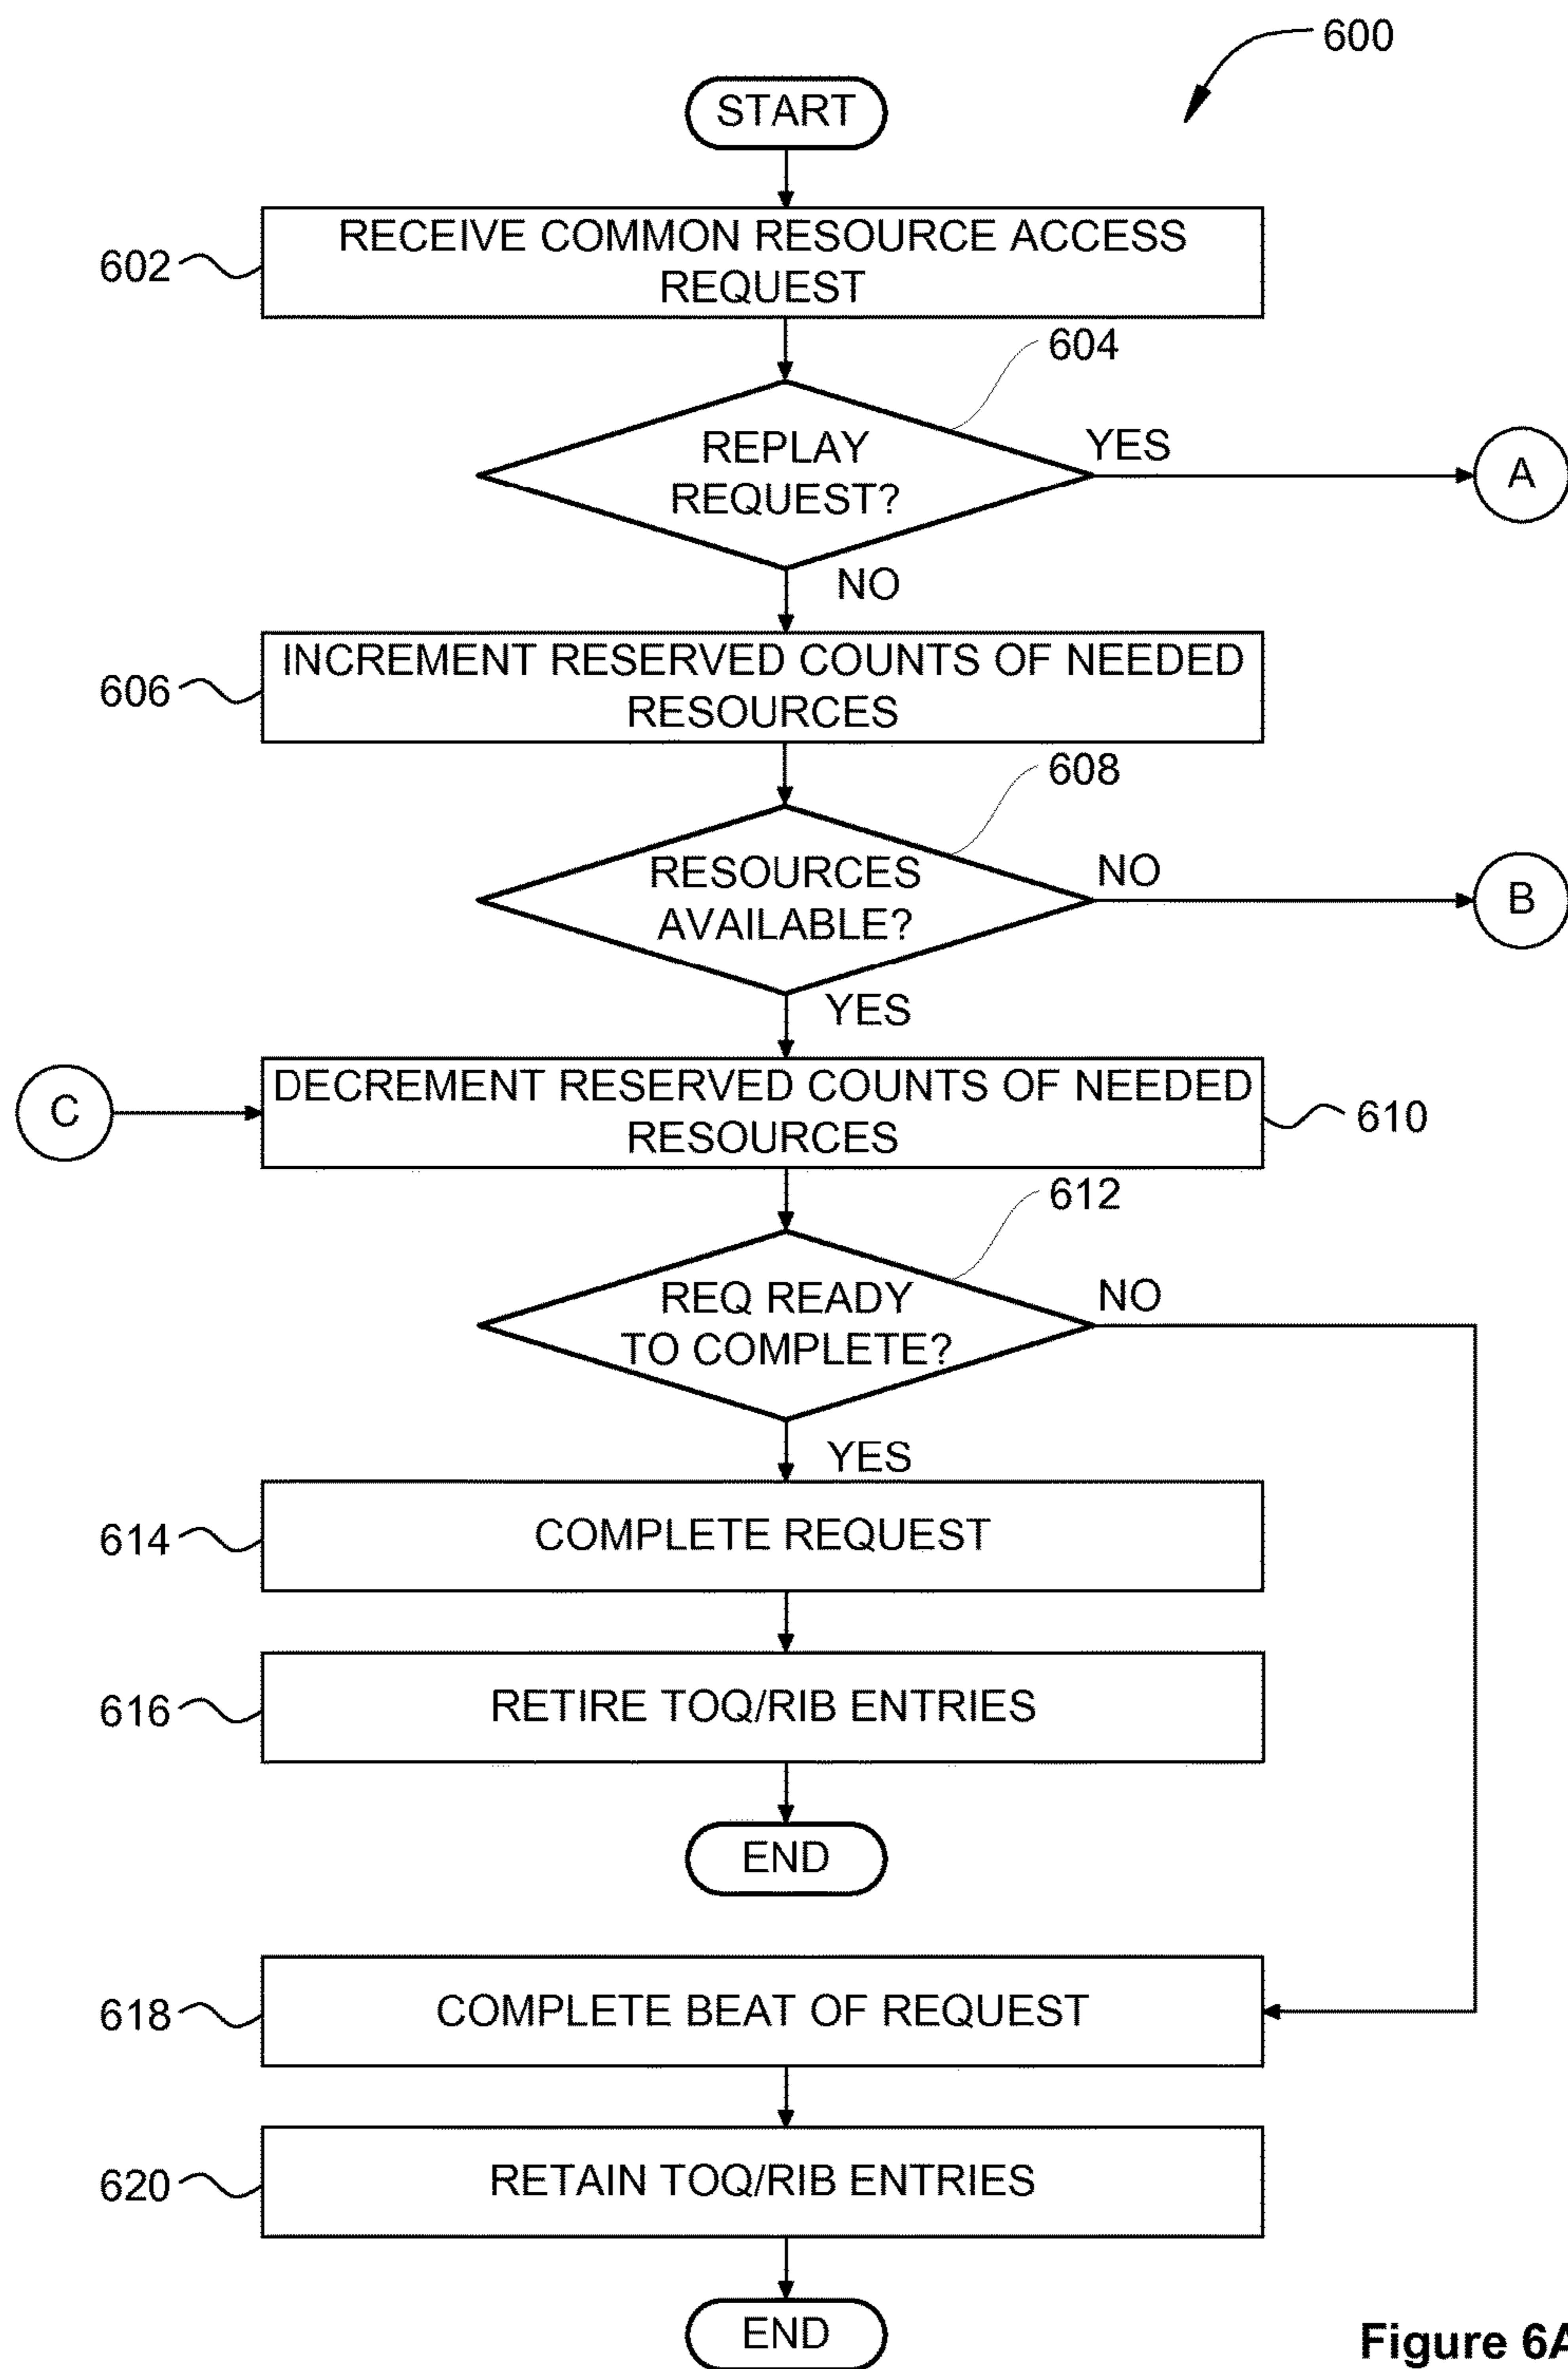 600
START
602
RECEIVE COMMON RESOURCE ACCESS
REQUEST
604
REPLAY
REQUEST?
YES
A
NO
606
INCREMENT RESERVED COUNTS OF NEEDED
RESOURCES
608
RESOURCES
AVAILABLE?
NO
B
YES
C
DECREMENT RESERVED COUNTS OF NEEDED
RESOURCES
610
612
REQ READY
TO COMPLETE?
NO
YES
614
COMPLETE REQUEST
616
RETIRE TOQ/RIB ENTRIES
END
618
COMPLETE BEAT OF REQUEST
620
RETAIN TOQ/RIB ENTRIES
END
Figure 6A